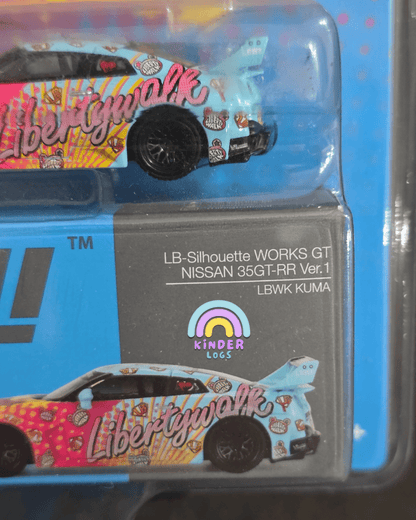 Libertywalk
TM
LB-Silhouette WORKS GT
NISSAN 35GT-RR Ver.1
LBWK KUMA
KiNDER
LOGS
Libertywalk